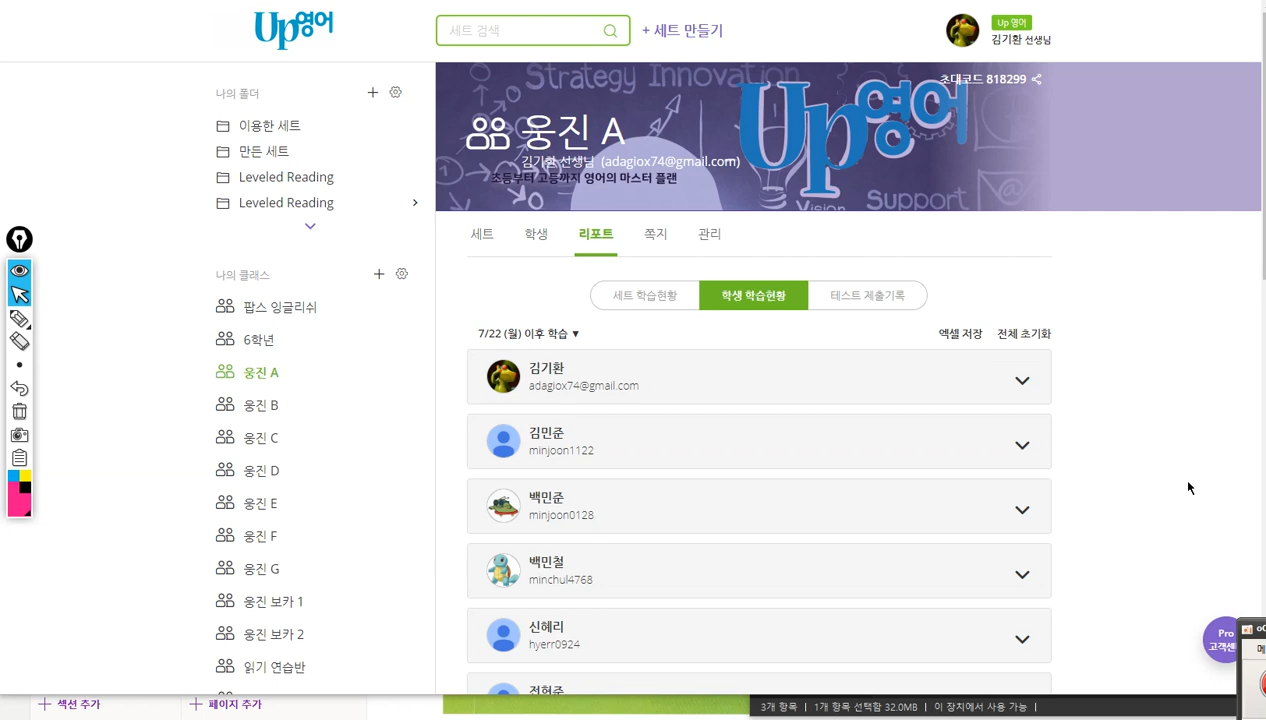 Up영어
세트 검색
+ 세트 만들기
Up 영어
김기환 선생님
나의 폴더
이용한 세트
만든 세트
Leveled Reading
Leveled Reading
나의 클래스
팝스 잉글리쉬
6학년
웅진 A
웅진 B
웅진 C
웅진 D
웅진 E
웅진 F
웅진 G
웅진 보카 1
웅진 보카 2
읽기 연습반
Strategy Innovation
초대코드 818299
Up영어
웅진 A
김기환 선생님 (adagiox74@gmail.com)
초등부터 고등까지 영어의 마스터 플랜
Vision
Support
세트 학생 리포트 쪽지 관리
세트 학습현황 학생 학습현황 테스트 제출기록
7/22 (월) 이후 학습 ▼
엑셀 저장 전체 초기화
김기환
adagiox74@gmail.com
김민준
minjoon1122
백민준
minjoon0128
백민철
minchul4768
신혜리
hyerr0924
Pro
섹션 추가
페이지 추가
3개 항목 | 1개 항목 선택함 32.0MB | 이 장치에서 사용 가능 |